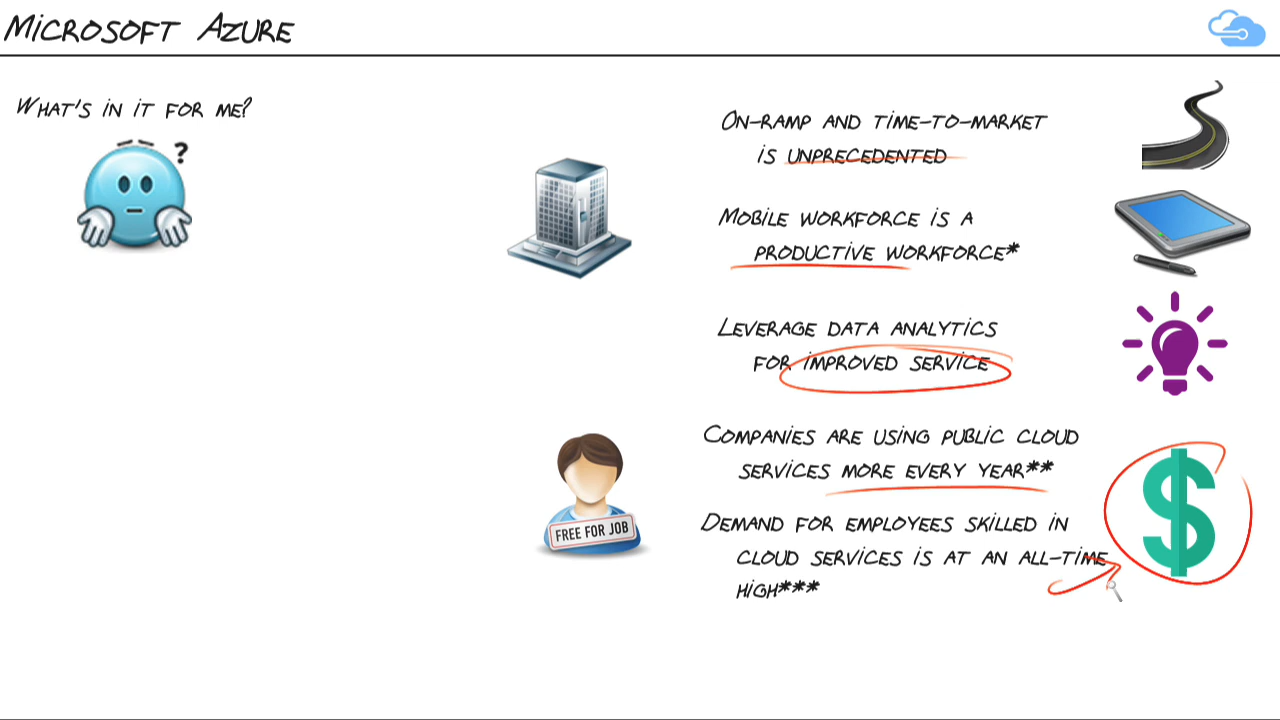 Microsoft Azure
What's in it for me?
?
On-ramp and time-to-market
is unprecedented
Mobile workforce is a
productive workforce*
Leverage data analytics
for improved service
Companies are using public cloud
services more every year**
FREE FOR JOB
Demand for employees skilled in
cloud services is at an all-time
high***
$